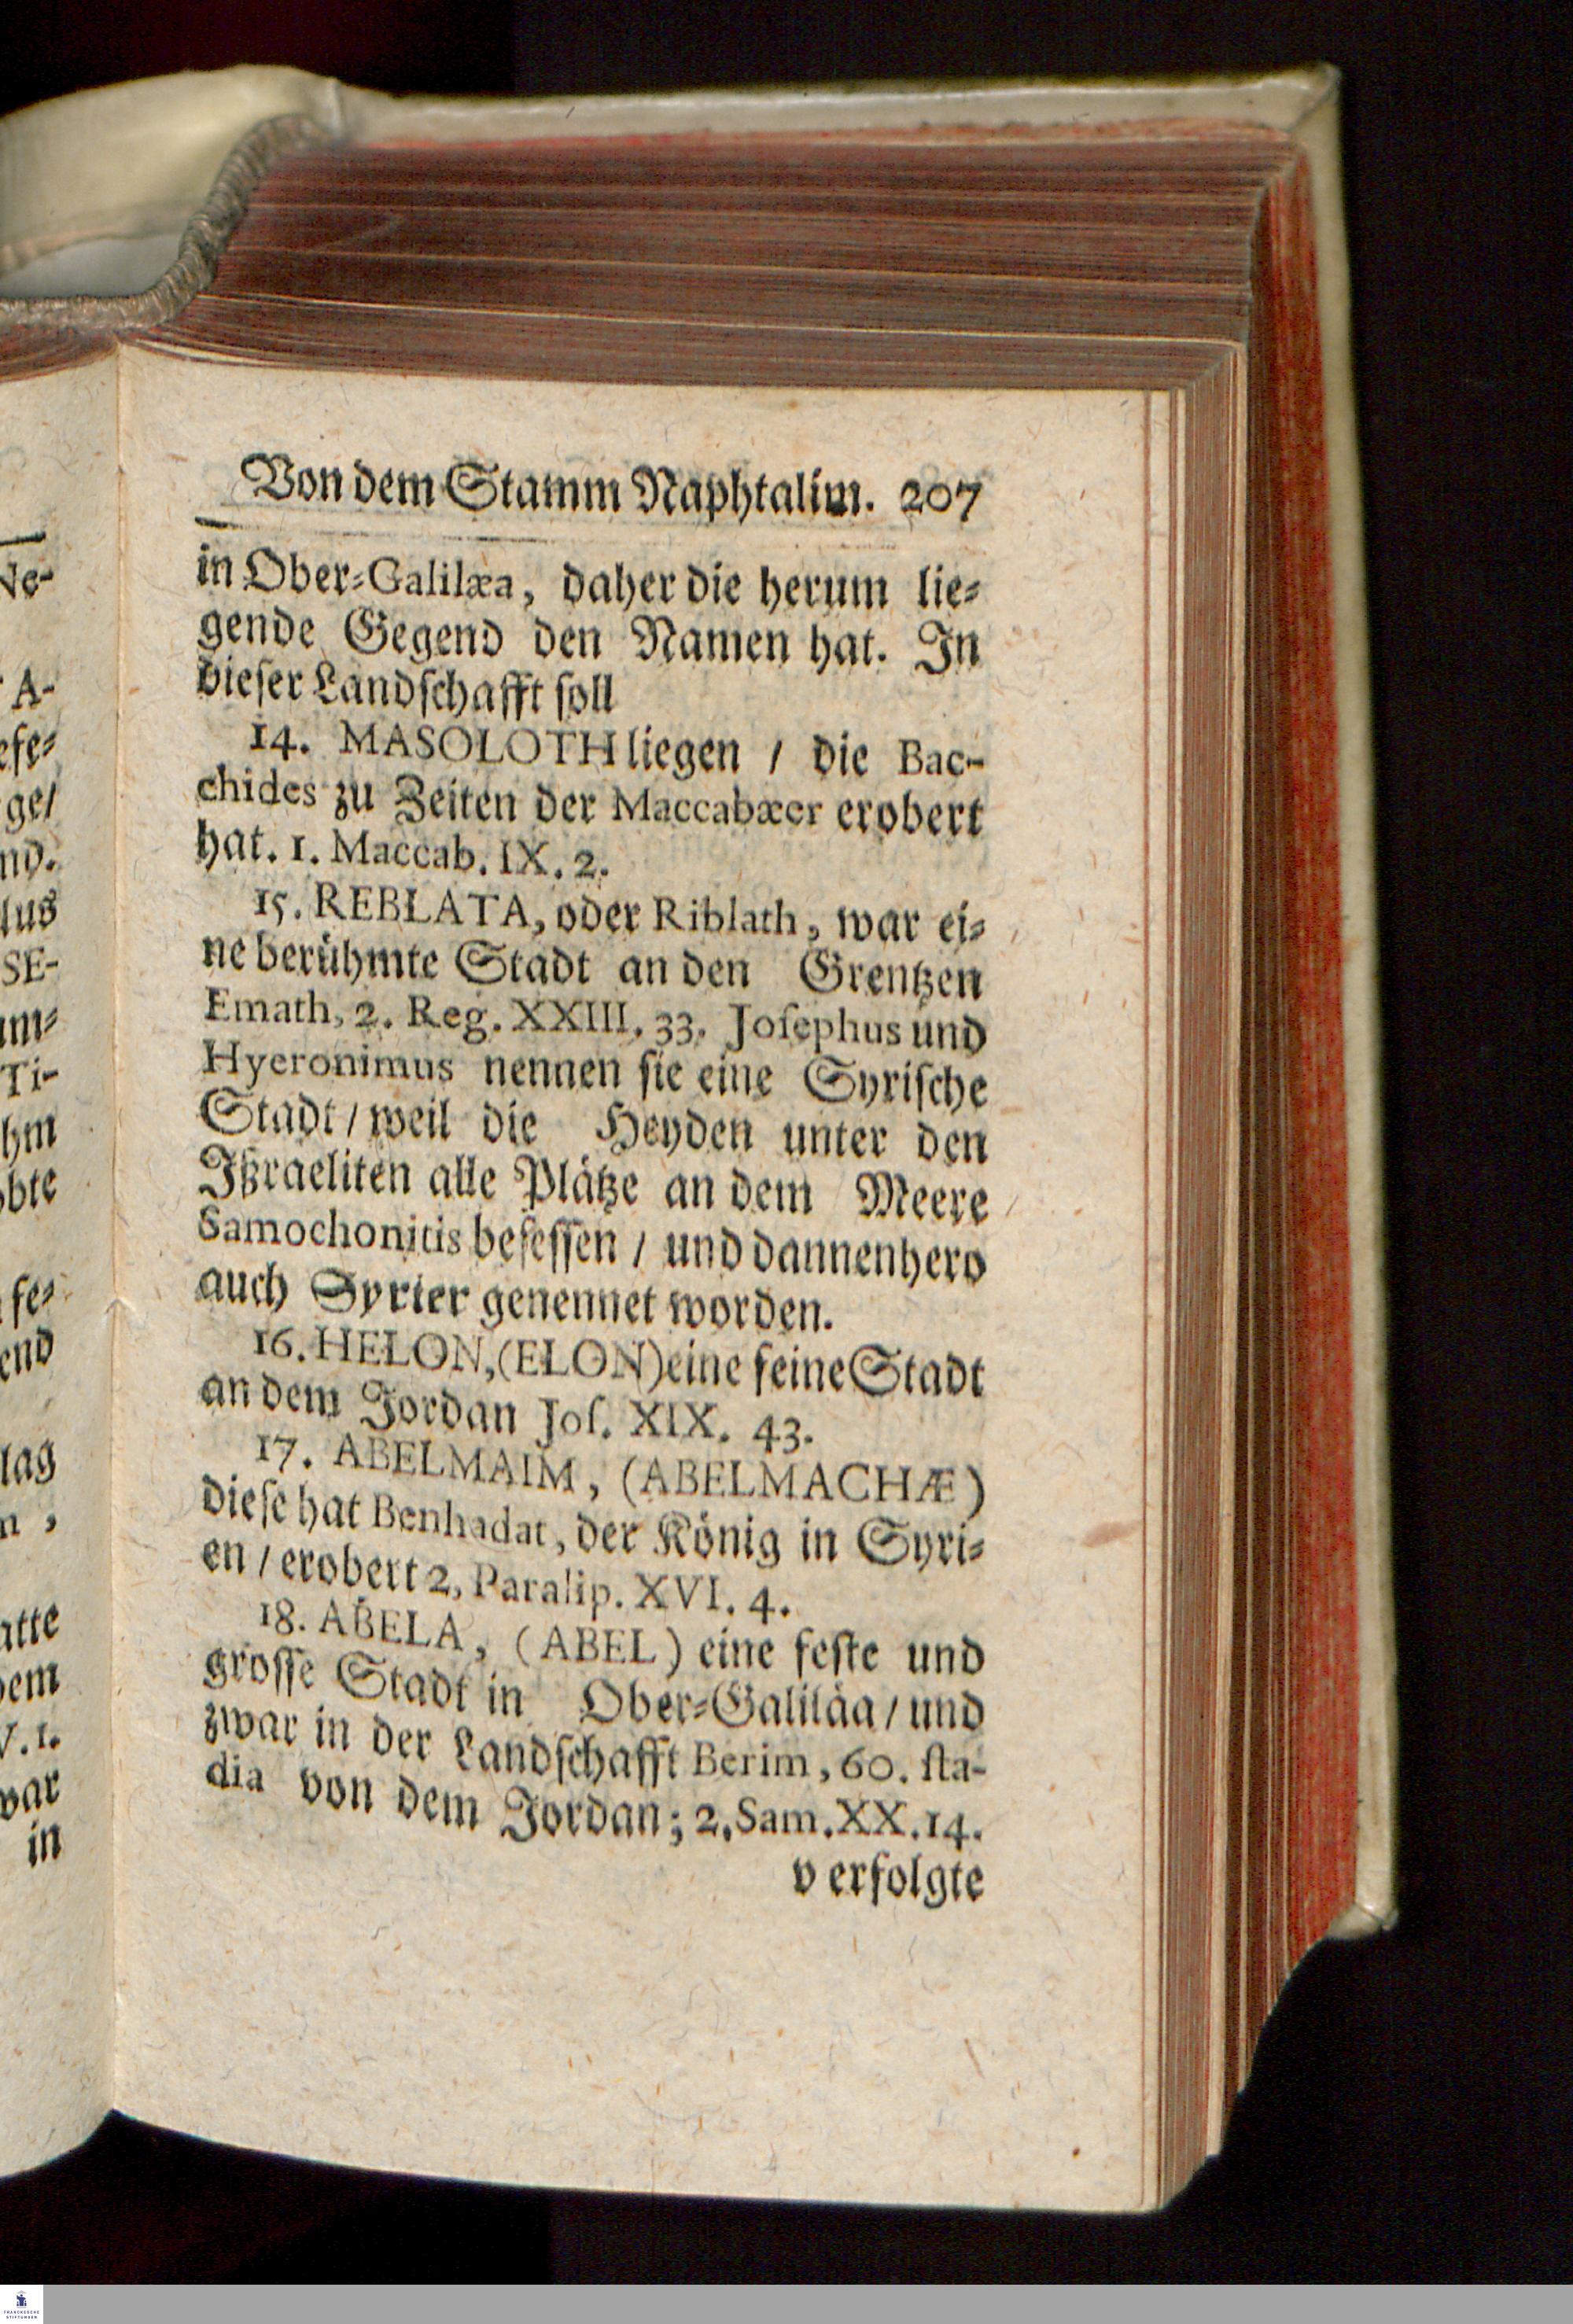 Von dem Stamm Naphtalim. 207
in Ober-Galilæa, daher die herum lie-
gende Gegend den Namen hat. In
dieser Landschafft soll
14. MASOLOTH liegen / die Bac-
chides zu Zeiten der Maccabæer erobert
hat. 1. Maccab. IX. 2.
15. REBLATA, oder Riblath, war ei-
ne berühmte Stadt an den Grentzen
Emath, 2. Reg. XXIII. 33. Josephus und
Hyeronimus nennen sie eine Syrische
Stadt / weil die Heyden unter den
Ißraeliten alle Plätze an dem Meere
Samochonitis besessen / und dannenhero
auch Syrier genennet worden.
16. HELON, (ELON) eine feine Stadt
an dem Jordan Jos. XIX. 43.
17. ABELMAIM, (ABELMACHÆ)
diese hat Benhadat, der König in Syri-
en / erobert 2, Paralip. XVI. 4.
18. ABELA, (ABEL) eine feste und
grosse Stadt in Ober-Galiläa / und
zwar in der Landschafft Berim, 60. sta-
dia von dem Jordan; 2. Sam. XX. 14.
verfolgte